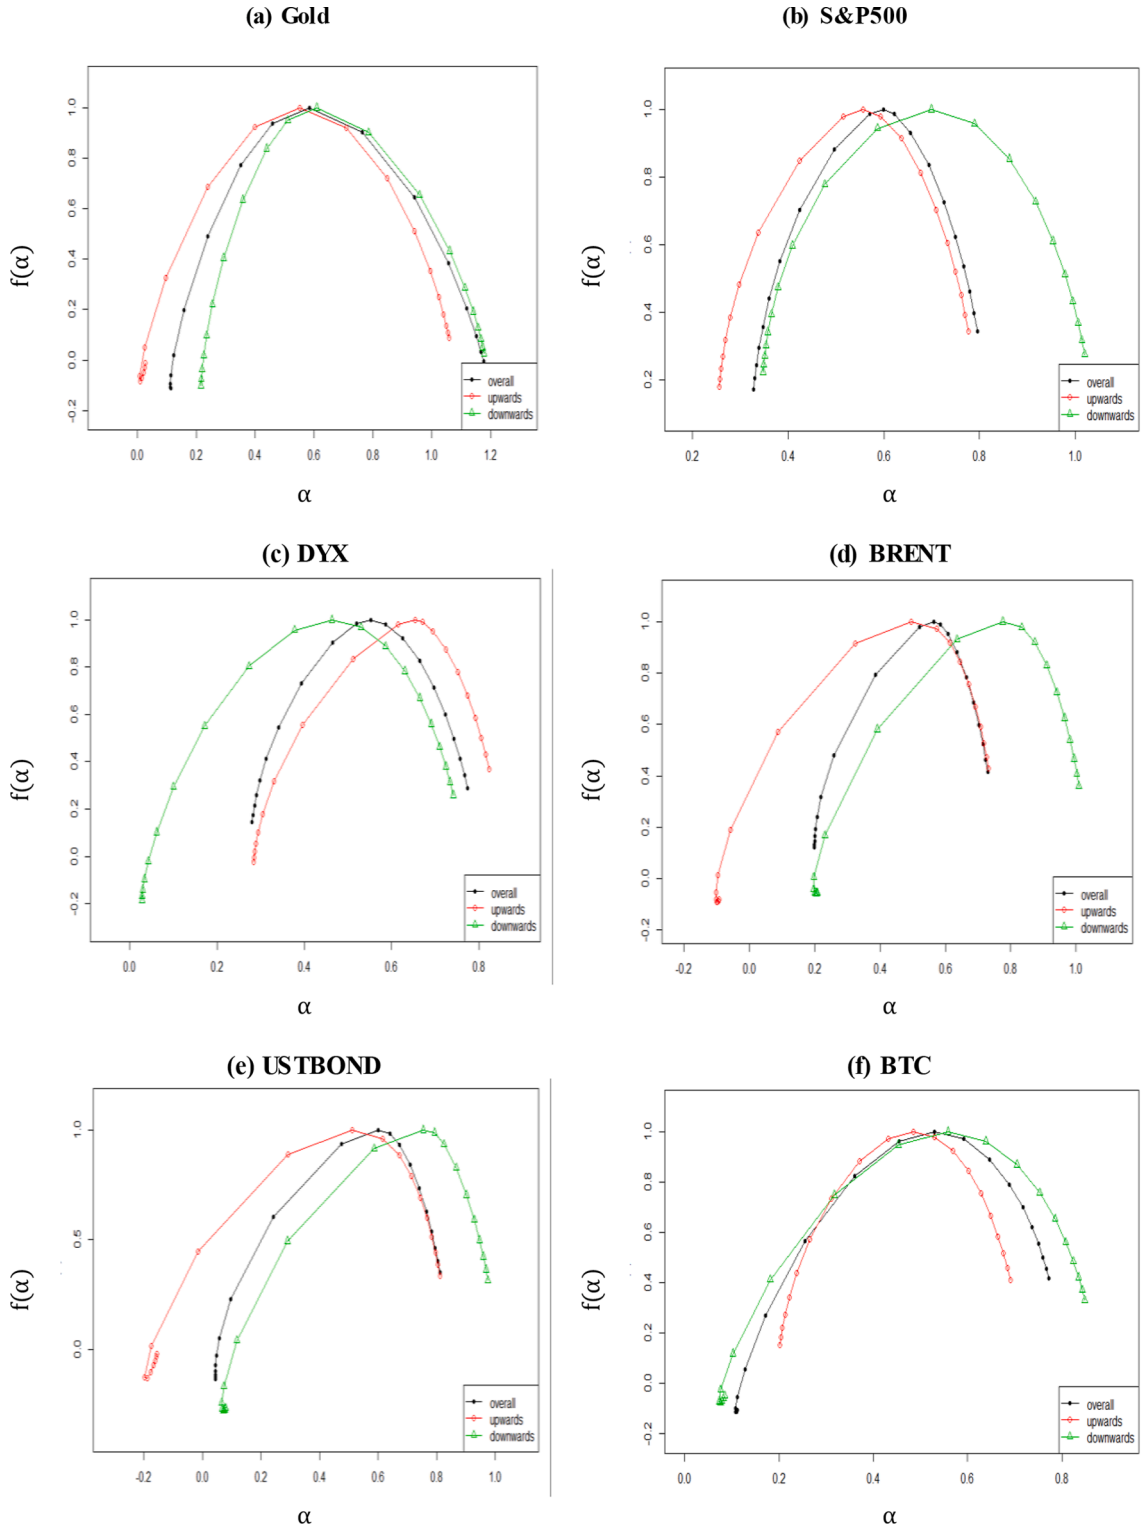 (a) Gold
(b) S&P500
1.0
0.8
0.6
0.4
0.2
0.0
-0.2
f(α)
overall
upwards
downwards
0.0 0.2 0.4 0.6 0.8 1.0 1.2
α
1.0
0.8
0.6
0.4
0.2
f(α)
overall
upwards
downwards
0.2 0.4 0.6 0.8 1.0
α
(c) DYX
(d) BRENT
1.0
0.8
0.6
0.4
0.2
0.0
-0.2
f(α)
overall
upwards
downwards
0.0 0.2 0.4 0.6 0.8
α
1.0
0.8
0.6
0.4
0.2
0.0
-0.2
f(α)
overall
upwards
downwards
-0.2 0.0 0.2 0.4 0.6 0.8 1.0
α
(e) USTBOND
(f) BTC
1.0
0.5
0.0
f(α)
overall
upwards
downwards
-0.2 0.0 0.2 0.4 0.6 0.8 1.0
α
1.0
0.8
0.6
0.4
0.2
0.0
-0.2
f(α)
overall
upwards
downwards
0.0 0.2 0.4 0.6 0.8
α